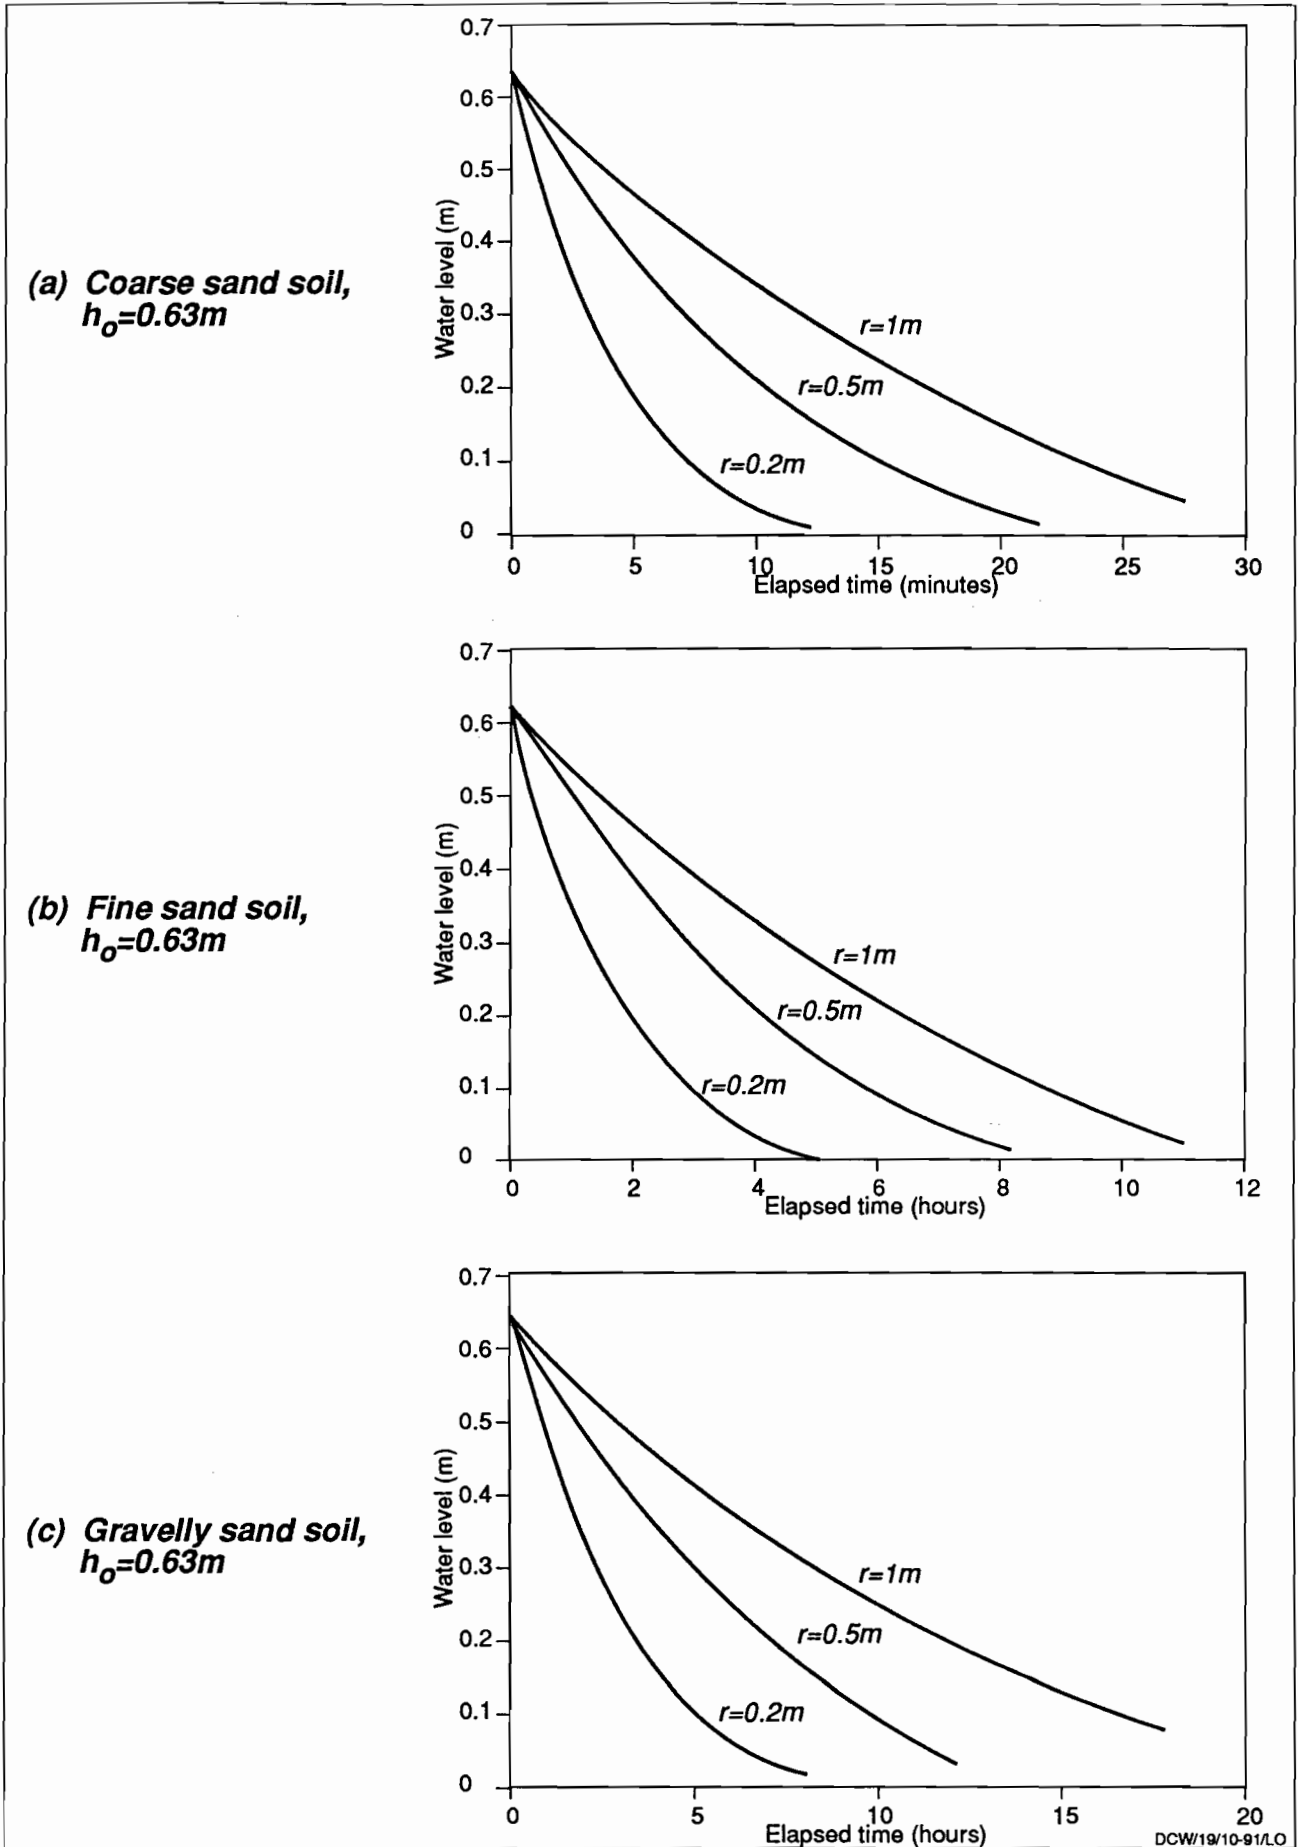 (a) Coarse sand soil,
ho=0.63m
Water level (m)
0.7
0.6
0.5
0.4
0.3
0.2
0.1
0
r=1m
r=0.5m
r=0.2m
0 5 10 15 20 25 30
Elapsed time (minutes)
(b) Fine sand soil,
ho=0.63m
Water level (m)
0.7
0.6
0.5
0.4
0.3
0.2
0.1
0
r=1m
r=0.5m
r=0.2m
0 2 4 6 8 10 12
Elapsed time (hours)
(c) Gravelly sand soil,
ho=0.63m
Water level (m)
0.7
0.6
0.5
0.4
0.3
0.2
0.1
0
r=1m
r=0.5m
r=0.2m
0 5 10 15 20
Elapsed time (hours)
DCW/19/10-91/LO